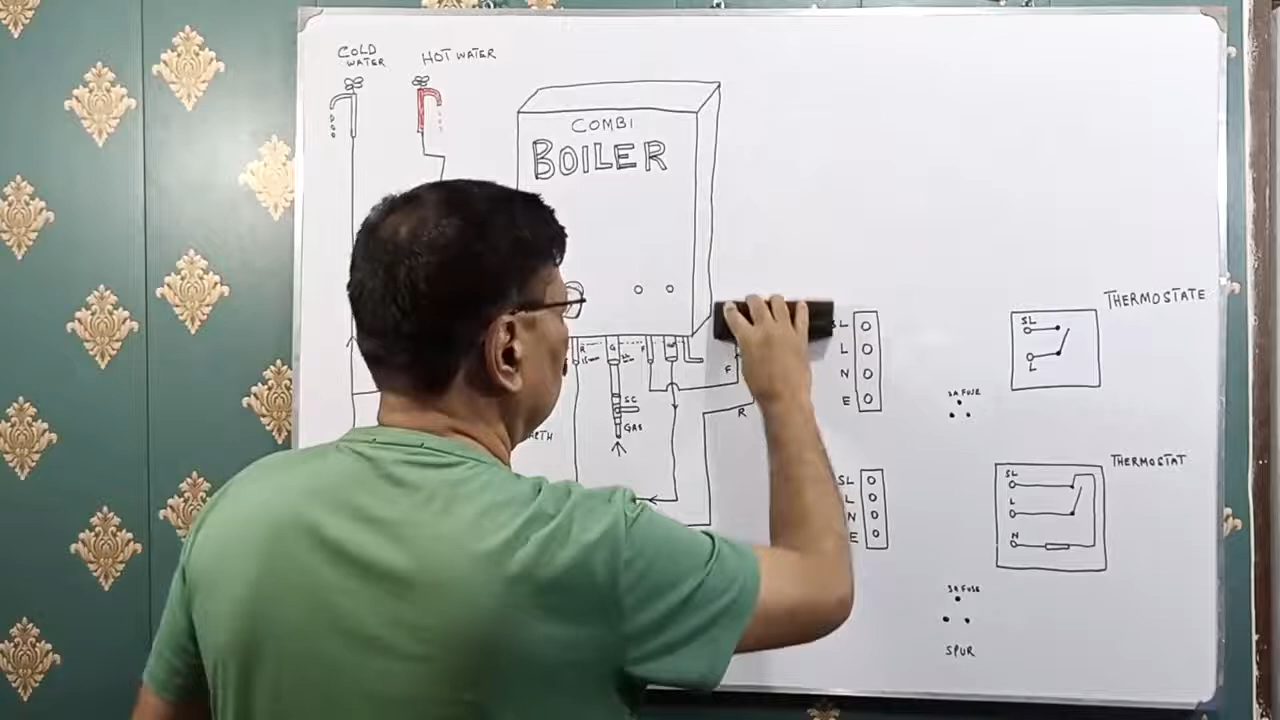 COLD
WATER
HOT WATER
COMBI
BOILER
R
G
F
SC
GAS
F
R
SL
L
N
E
3A FUSE
THERMOSTATE
SL
L
SL
L
N
E
THERMOSTAT
SL
L
N
3A FUSE
SPUR